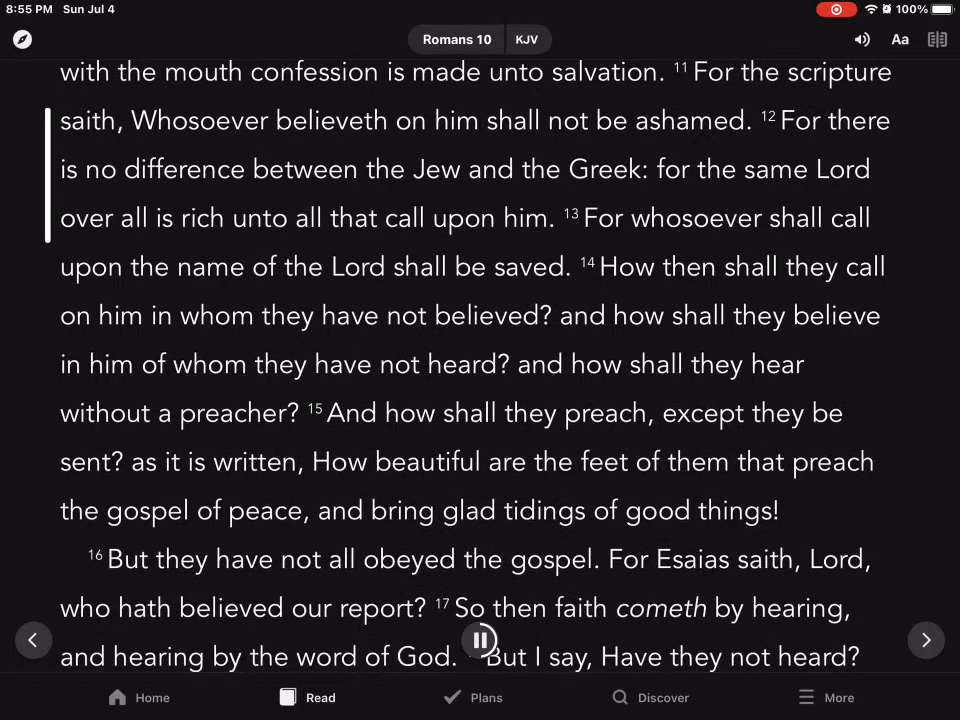 8:55 PM Sun Jul 4 100%
Romans 10 KJV Aa
with the mouth confession is made unto salvation. 11 For the scripture
saith, Whosoever believeth on him shall not be ashamed. 12 For there
is no difference between the Jew and the Greek: for the same Lord
over all is rich unto all that call upon him. 13 For whosoever shall call
upon the name of the Lord shall be saved. 14 How then shall they call
on him in whom they have not believed? and how shall they believe
in him of whom they have not heard? and how shall they hear
without a preacher? 15 And how shall they preach, except they be
sent? as it is written, How beautiful are the feet of them that preach
the gospel of peace, and bring glad tidings of good things!
16 But they have not all obeyed the gospel. For Esaias saith, Lord,
who hath believed our report? 17 So then faith cometh by hearing,
and hearing by the word of God. But I say, Have they not heard?
Home Read Plans Discover More